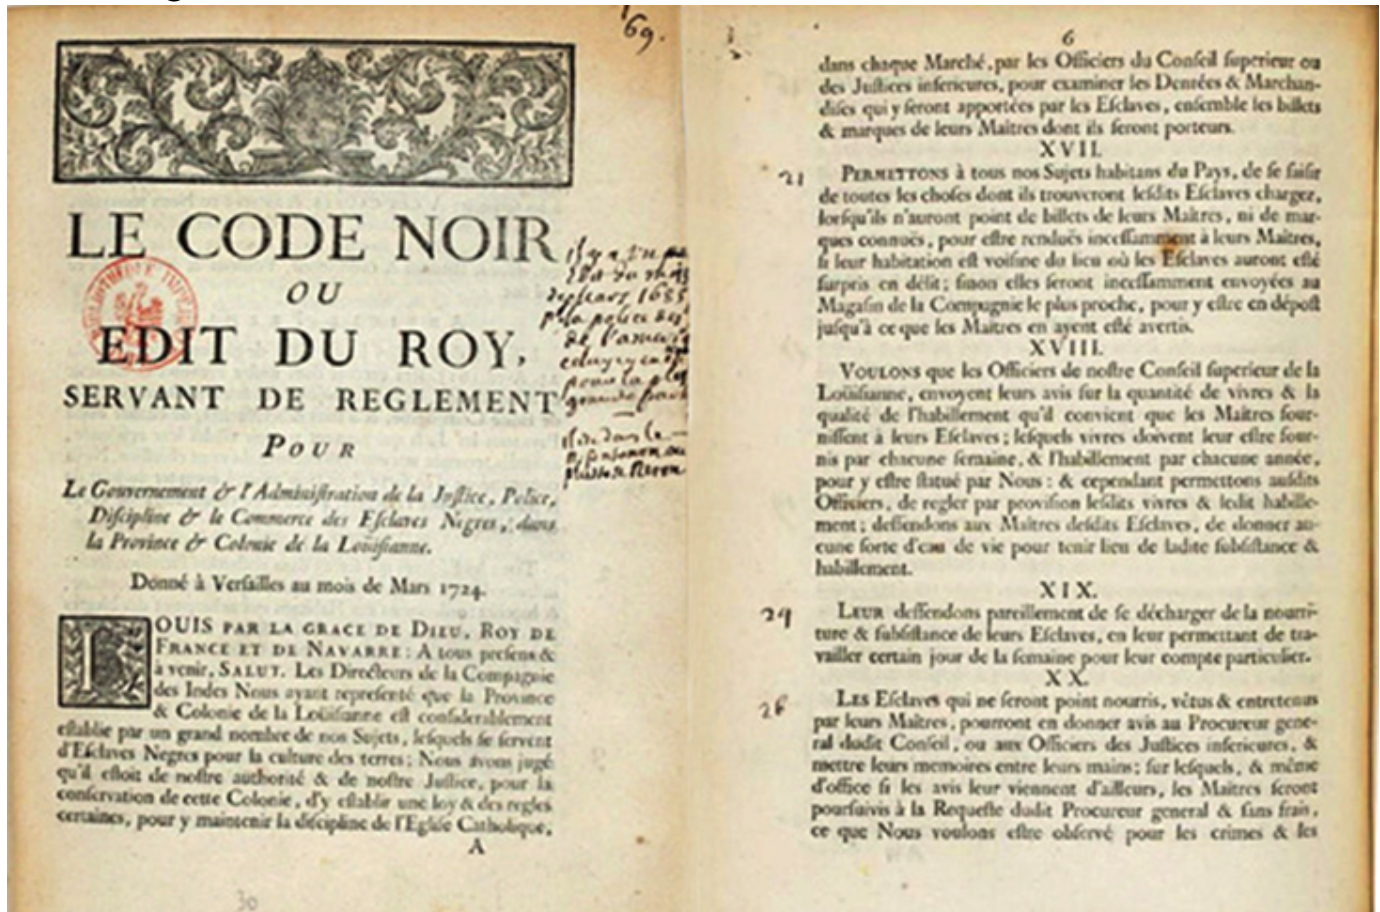 69.
LE CODE NOIR
OU
EDIT DU ROY,
SERVANT DE REGLEMENT
POUR
Le Gouvernement & l'Administration de la Justice, Police,
Discipline & le Commerce des Esclaves Negres, dans
la Province & Colonie de la Loüisianne.
Donné à Versailles au mois de Mars 1724.
LOUIS PAR LA GRACE DE DIEU, ROY DE
FRANCE ET DE NAVARRE: A tous presens &
à venir, SALUT. Les Directeurs de la Compagnie
des Indes Nous ayant representé que la Province
& Colonie de la Loüisianne est considerablement
establie par un grand nombre de nos Sujets, lesquels se servent
d'Esclaves Negres pour la culture des terres; Nous avons jugé
qu'il estoit de nostre authorité & de nostre Justice, pour la
conservation de cette Colonie, d'y establir une loy & des regles
certaines, pour y maintenir la discipline de l'Eglise Catholique,
A
30
1685
6
dans chaque Marché, par les Officiers du Conseil superieur ou
des Justices inferieures, pour examiner les Denrées & Marchan-
dises qui y seront apportées par les Esclaves, ensemble les billets
& marques de leurs Maîtres dont ils seront porteurs.
XVII.
21
PERMETTONS à tous nos Sujets habitans du Pays, de se saisir
de toutes les choses dont ils trouveront lesdits Esclaves chargez,
lorsqu'ils n'auront point de billets de leurs Maîtres, ni de mar-
ques connuës, pour estre renduës incessamment à leurs Maîtres,
si leur habitation est voisine du lieu où les Esclaves auront esté
surpris en délit; sinon elles seront incessamment envoyées au
Magasin de la Compagnie le plus proche, pour y estre en dépost
jusqu'à ce que les Maîtres en ayent esté avertis.
XVIII.
VOULONS que les Officiers de nostre Conseil superieur de la
Loüisianne, envoyent leurs avis sur la quantité de vivres & la
qualité de l'habillement qu'il convient que les Maîtres four-
nissent à leurs Esclaves; lesquels vivres doivent leur estre four-
nis par chacune semaine, & l'habillement par chacune année,
pour y estre statué par Nous: & cependant permettons ausdits
Officiers, de regler par provision lesdits vivres & ledit habille-
ment; deffendons aux Maîtres desdits Esclaves, de donner au-
cune sorte d'eau de vie pour tenir lieu de ladite subsistance &
habillement.
XIX.
LEUR deffendons pareillement de se décharger de la nourri-
ture & subsistance de leurs Esclaves, en leur permettant de tra-
vailler certain jour de la semaine pour leur compte particulier.
XX.
26
LES Esclaves qui ne seront point nourris, vêtus & entretenus
par leurs Maîtres, pourront en donner avis au Procureur gene-
ral dudit Conseil, ou aux Officiers des Justices inferieures, &
mettre leurs memoires entre leurs mains; sur lesquels, & même
d'office si les avis leur viennent d'ailleurs, les Maîtres seront
poursuivis à la Requeste dudit Procureur general & sans frais,
ce que Nous voulons estre observé pour les crimes & les